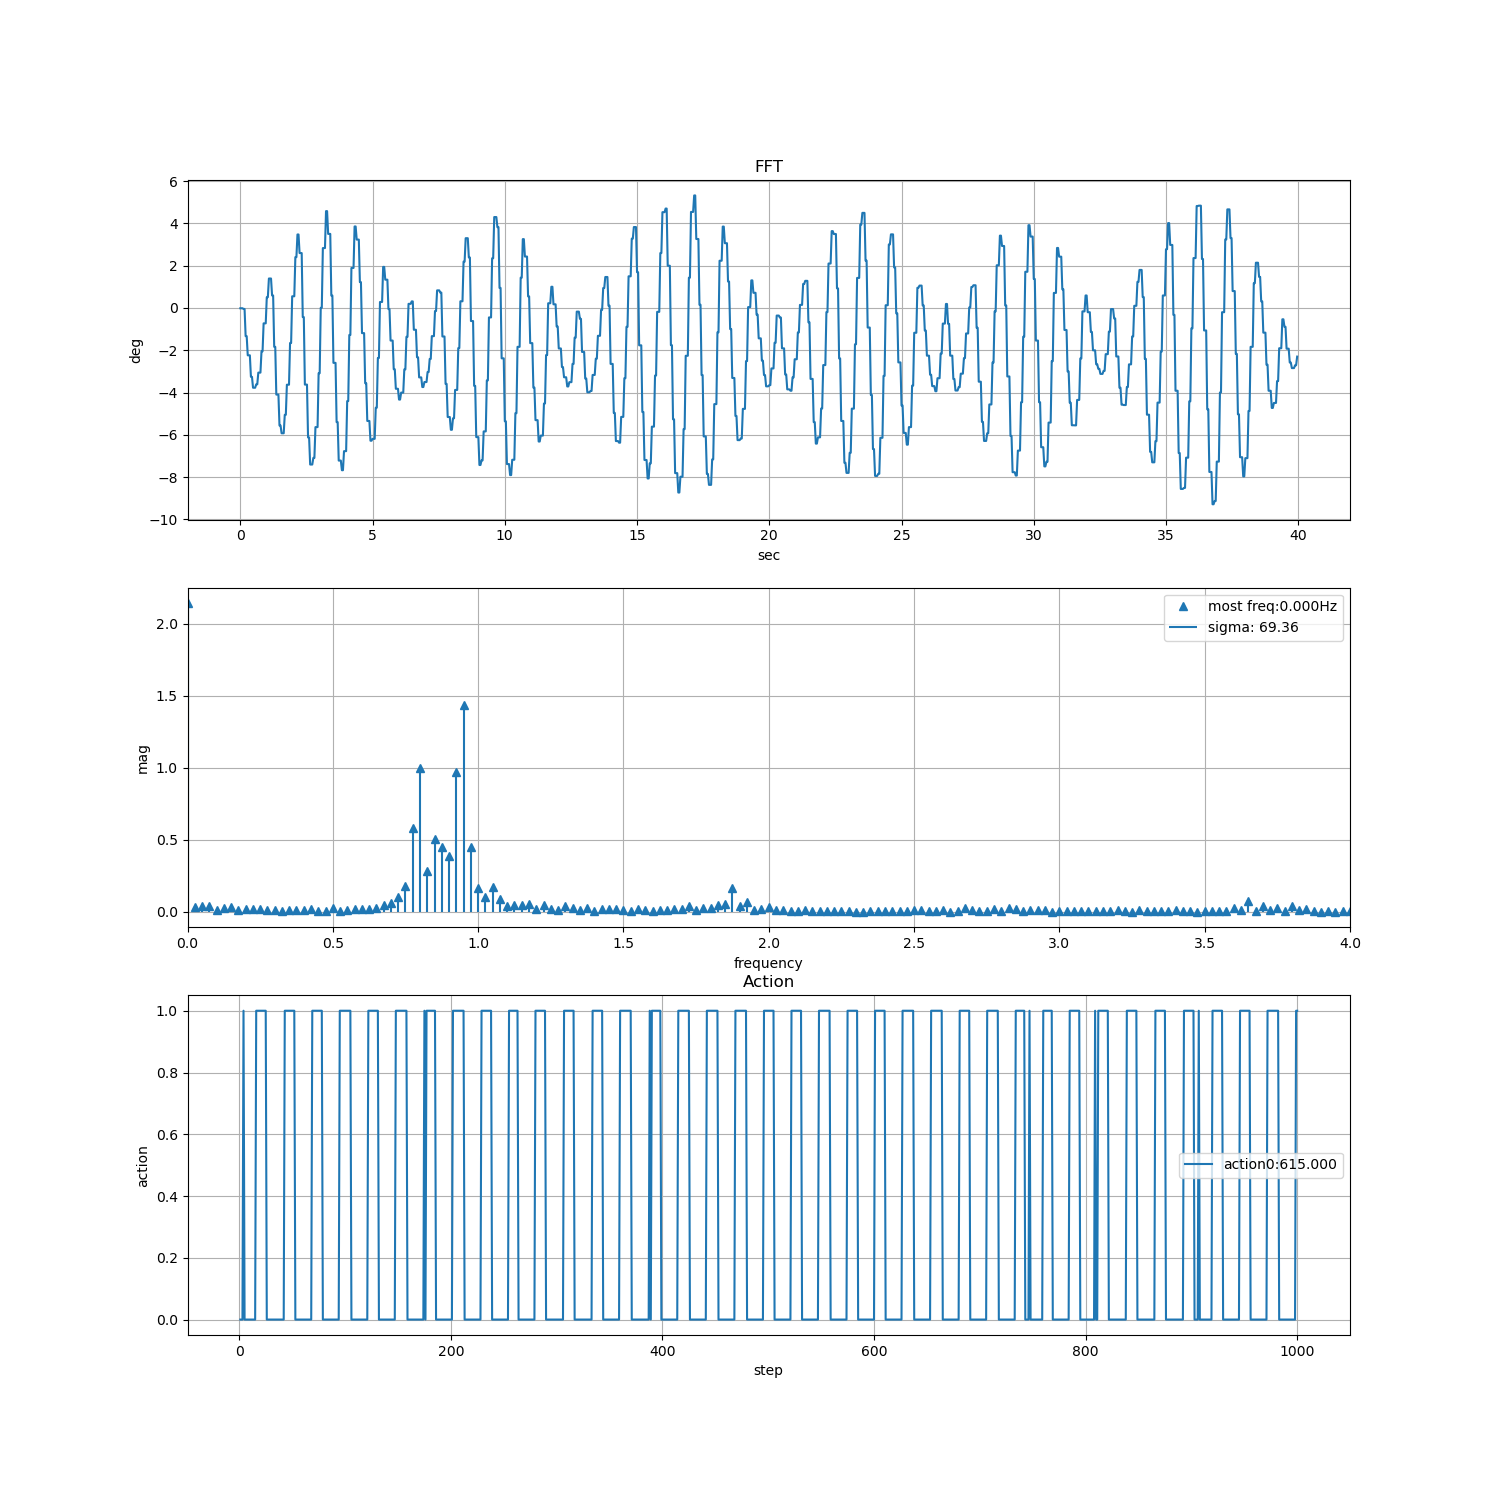 FFT
6
4
2
0
−2
−4
−6
−8
−10
deg
0 5 10 15 20 25 30 35 40
sec
most freq:0.000Hz
sigma: 69.36
2.0
1.5
1.0
0.5
0.0
mag
0.0 0.5 1.0 1.5 2.0 2.5 3.0 3.5 4.0
frequency
Action
1.0
0.8
0.6
0.4
0.2
0.0
action
action0:615.000
0 200 400 600 800 1000
step